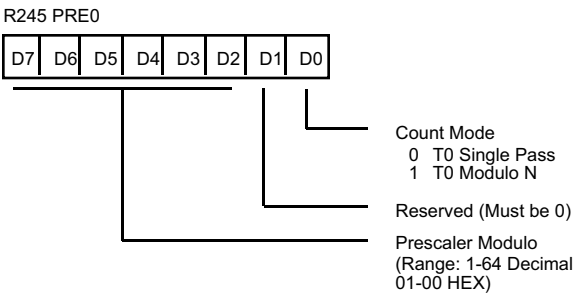 R245 PRE0
D7 D6 D5 D4 D3 D2 D1 D0
Count Mode
0 T0 Single Pass
1 T0 Modulo N
Reserved (Must be 0)
Prescaler Modulo
(Range: 1-64 Decimal
01-00 HEX)